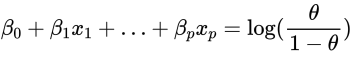 β₀ + β₁x₁ + … + βₚxₚ = log(θ/(1 − θ))